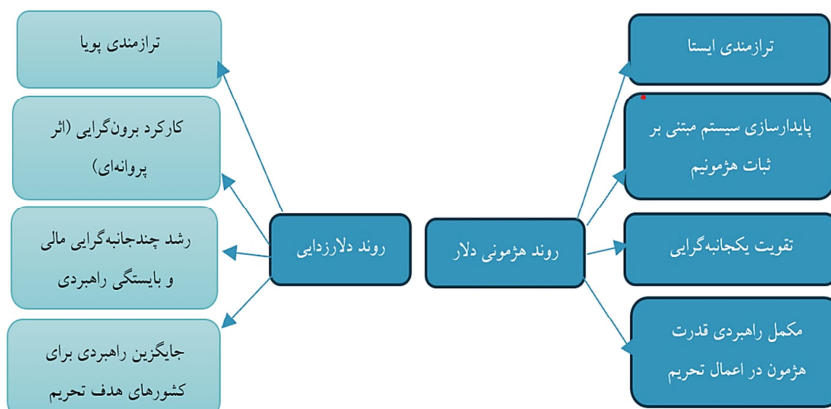 ترازمندی ایستا
پایدارسازی سیستم مبتنی بر
ثبات هژمونیم
تقویت یکجانبه‌گرایی
مکمل راهبردی قدرت
هژمون در اعمال تحریم
روند هژمونی دلار
روند دلارزدایی
ترازمندی پویا
کارکرد برون‌گرایی (اثر
پروانه‌ای)
رشد چندجانبه‌گرایی مالی
و بایستگی راهبردی
جایگزین راهبردی برای
کشورهای هدف تحریم